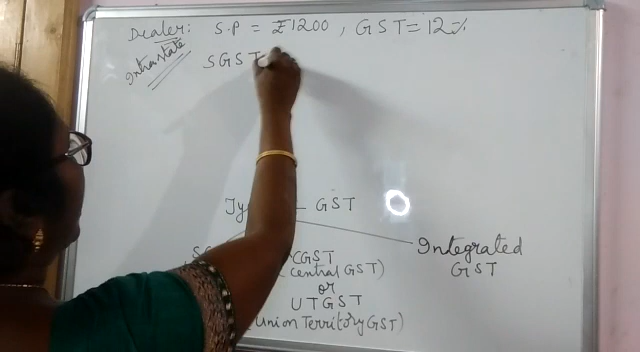 Dealer: S.P = ₹1200, GST = 12%
Intrastate
SGST
GST
CGST
(Central GST)
or
UTGST
Union Territory GST)
Integrated
GST